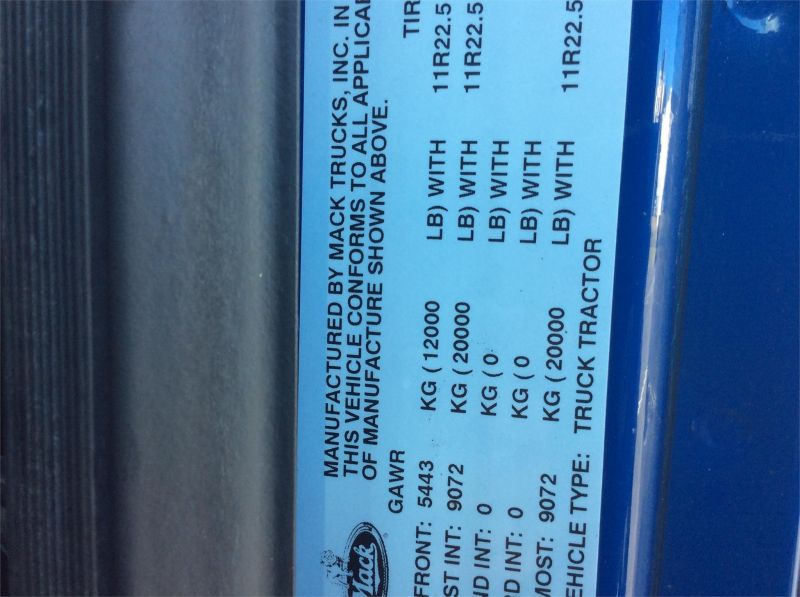 MANUFACTURED BY MACK TRUCKS, INC. IN
THIS VEHICLE CONFORMS TO ALL APPLICA
OF MANUFACTURE SHOWN ABOVE.
GAWR TIR
FRONT: 5443 KG ( 12000 LB) WITH 11R22.5
ST INT: 9072 KG ( 20000 LB) WITH 11R22.5
ND INT: 0 KG ( 0 LB) WITH
RD INT: 0 KG ( 0 LB) WITH
MOST: 9072 KG ( 20000 LB) WITH 11R22.5
EHICLE TYPE: TRUCK TRACTOR
Mack